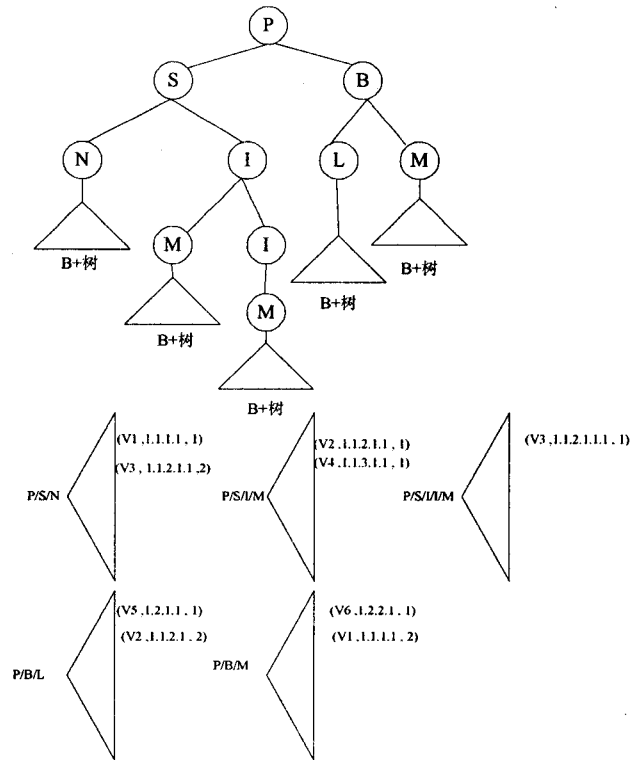 P
S
B
N
I
L
M
M
I
B+树
B+树
B+树
M
B+树
B+树
(V1 ,1.1.1.1 , 1)
(V3 , 1.1.2.1.1 ,2)
P/S/N
(V2 ,1.1.2.1.1 , 1)
(V4 ,1.1.3.1.1 , 1)
P/S/I/M
(V3 ,1.1.2.1.1.1 , 1)
P/S/I/I/M
(V5 ,1.2.1.1 , 1)
(V2 ,1.1.2.1 , 2)
P/B/L
(V6 ,1.2.2.1 , 1)
(V1 ,1.1.1.1 , 2)
P/B/M